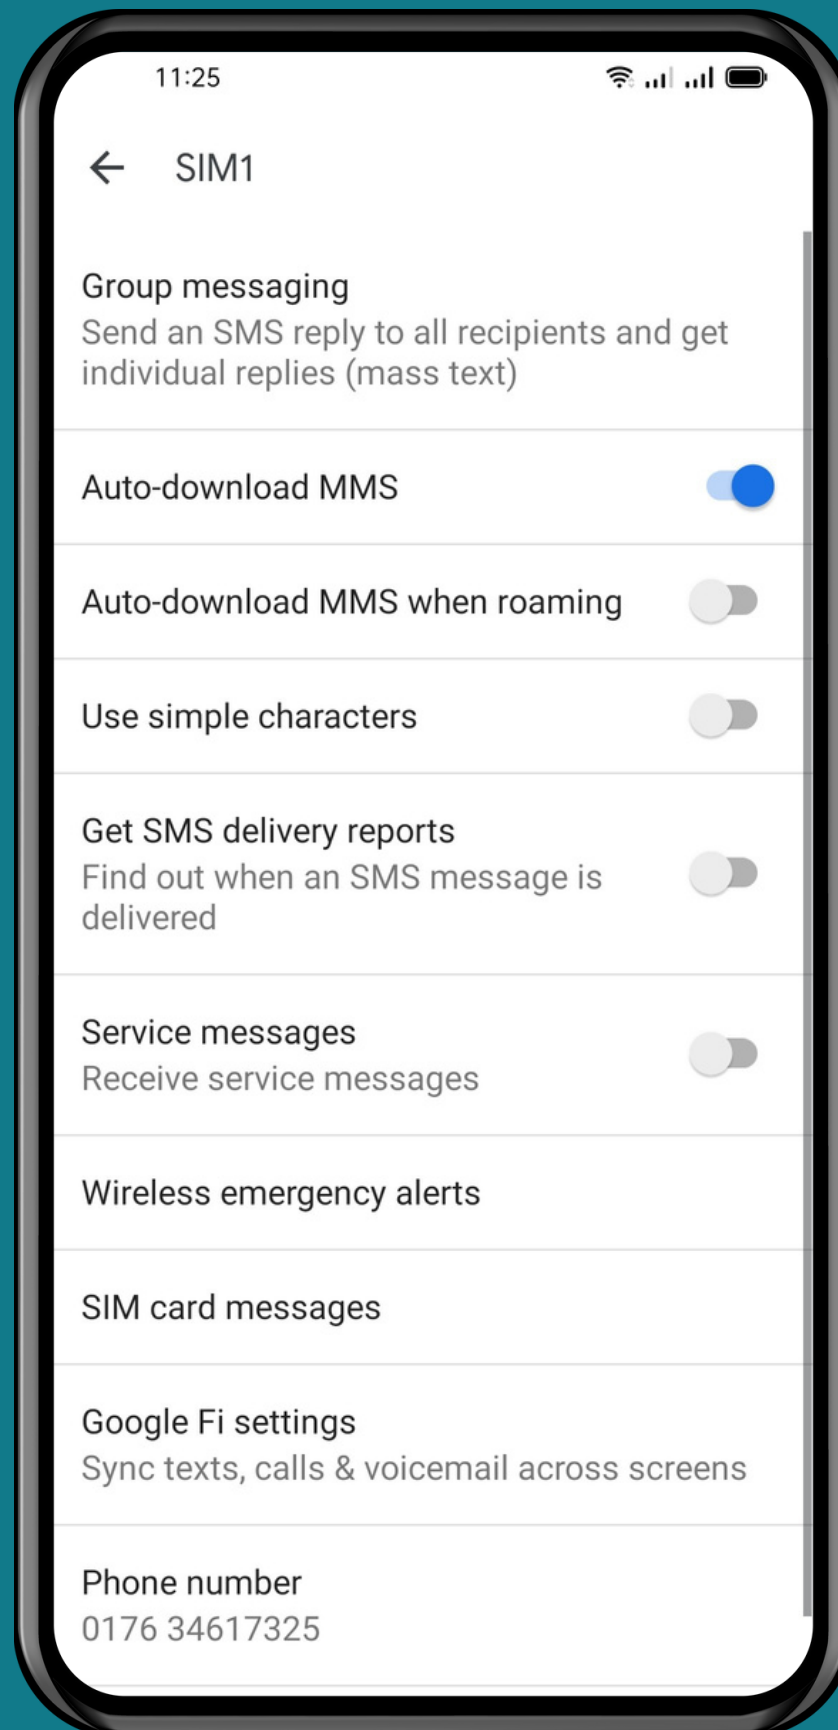 11:25
SIM1
Group messaging
Send an SMS reply to all recipients and get
individual replies (mass text)
Auto-download MMS
Auto-download MMS when roaming
Use simple characters
Get SMS delivery reports
Find out when an SMS message is
delivered
Service messages
Receive service messages
Wireless emergency alerts
SIM card messages
Google Fi settings
Sync texts, calls & voicemail across screens
Phone number
0176 34617325